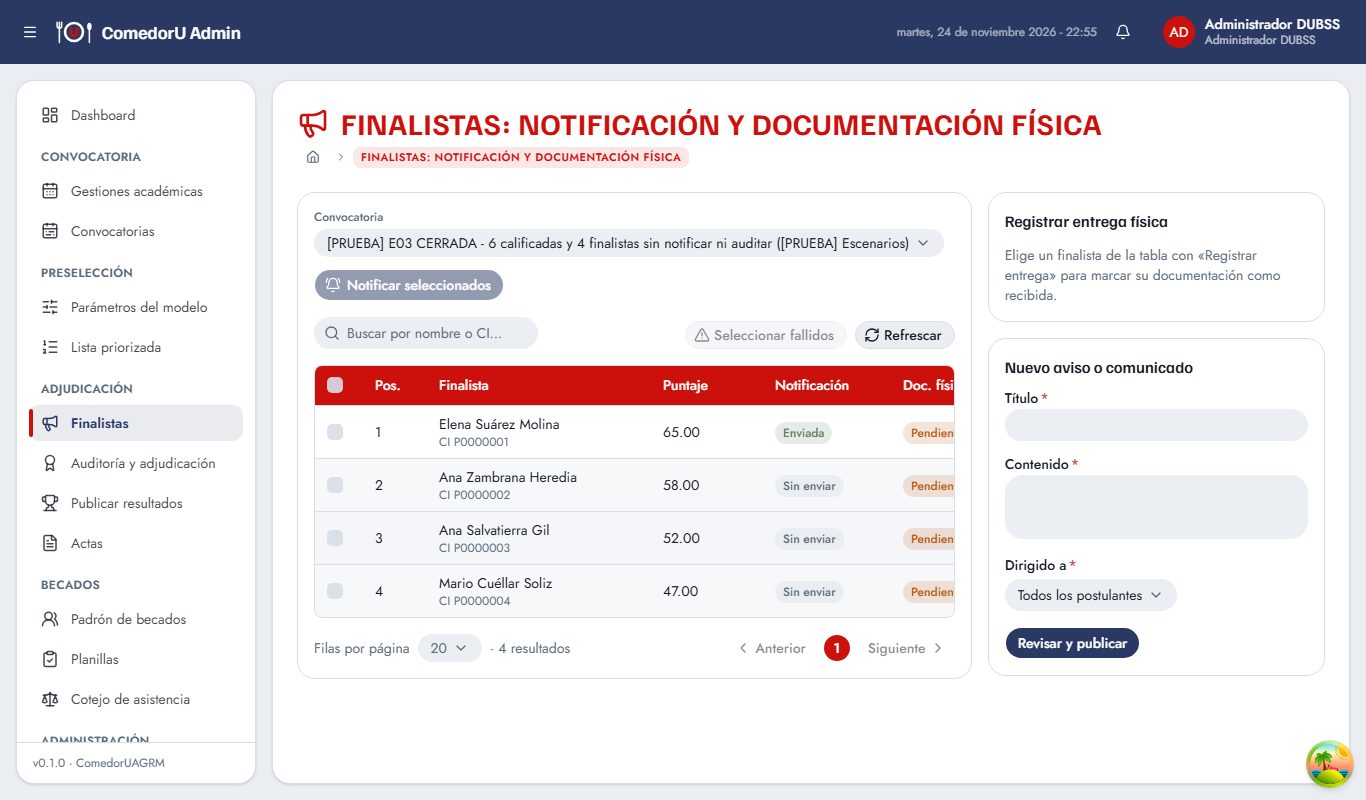 ComedorU Admin
martes, 24 de noviembre 2026 - 22:55
AD
Administrador DUBSS
Administrador DUBSS
Dashboard
CONVOCATORIA
Gestiones académicas
Convocatorias
PRESELECCIÓN
Parámetros del modelo
Lista priorizada
ADJUDICACIÓN
Finalistas
Auditoría y adjudicación
Publicar resultados
Actas
BECADOS
Padrón de becados
Planillas
Cotejo de asistencia
ADMINISTRACIÓN
v0.1.0 - ComedorUAGRM
FINALISTAS: NOTIFICACIÓN Y DOCUMENTACIÓN FÍSICA
FINALISTAS: NOTIFICACIÓN Y DOCUMENTACIÓN FÍSICA
Convocatoria
[PRUEBA] E03 CERRADA - 6 calificadas y 4 finalistas sin notificar ni auditar ([PRUEBA] Escenarios)
Notificar seleccionados
Buscar por nombre o CI...
Seleccionar fallidos
Refrescar
Pos. Finalista Puntaje Notificación Doc. físi
1 Elena Suárez Molina 65.00 Enviada Pendien
CI P0000001
2 Ana Zambrana Heredia 58.00 Sin enviar Pendien
CI P0000002
3 Ana Salvatierra Gil 52.00 Sin enviar Pendien
CI P0000003
4 Mario Cuéllar Soliz 47.00 Sin enviar Pendien
CI P0000004
Filas por página 20 · 4 resultados
Anterior 1 Siguiente
Registrar entrega física
Elige un finalista de la tabla con «Registrar
entrega» para marcar su documentación como
recibida.
Nuevo aviso o comunicado
Título *
Contenido *
Dirigido a *
Todos los postulantes
Revisar y publicar